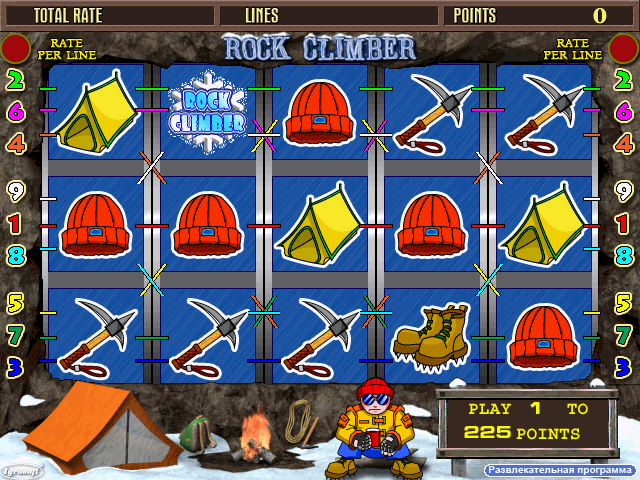 TOTAL RATE LINES POINTS 0
ROCK CLIMBER
RATE PER LINE
RATE PER LINE
2 2
6 6
4 4
ROCK CLIMBER
9 9
1 1
8 8
5 5
7 7
3 3
PLAY 1 TO
225 POINTS
Igrosoft
Развлекательная программа